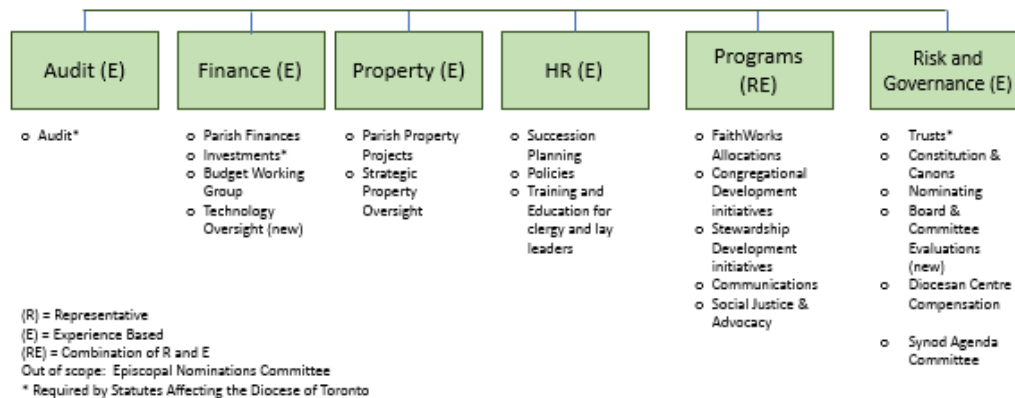 Audit (E)
Finance (E)
Property (E)
HR (E)
Programs
(RE)
Risk and
Governance (E)
o Audit*
o Parish Finances
o Investments*
o Budget Working
Group
o Technology
Oversight (new)
o Parish Property
Projects
o Strategic
Property
Oversight
o Succession
Planning
o Policies
o Training and
Education for
clergy and lay
leaders
o FaithWorks
Allocations
o Congregational
Development
initiatives
o Stewardship
Development
initiatives
o Communications
o Social Justice &
Advocacy
o Trusts*
o Constitution &
Canons
o Nominating
o Board &
Committee
Evaluations
(new)
o Diocesan Centre
Compensation
o Synod Agenda
Committee
(R) = Representative
(E) = Experience Based
(RE) = Combination of R and E
Out of scope: Episcopal Nominations Committee
* Required by Statutes Affecting the Diocese of Toronto